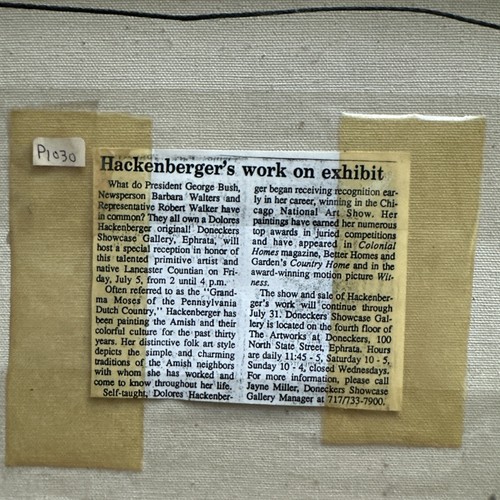 P1030
Hackenberger's work on exhibit
What do President George Bush,
Newsperson Barbara Walters and
Representative Robert Walker have
in common? They all own a Dolores
Hackenberger original! Doneckers
Showcase Gallery, Ephrata, will
host a special reception in honor of
this talented primitive artist and
native Lancaster Countian on Fri-
day, July 5, from 2 until 4 p.m.
Often referred to as the "Grand-
ma Moses of the Pennsylvania
Dutch Country," Hackenberger has
been painting the Amish and their
colorful culture for the past thirty
years. Her distinctive folk art style
depicts the simple and charming
traditions of the Amish neighbors
with whom she has worked and
come to know throughout her life.
Self-taught, Dolores Hackenber-
ger began receiving recognition ear-
ly in her career, winning in the Chi-
cago National Art Show. Her
paintings have earned her numerous
top awards in juried competitions
and have appeared in Colonial
Homes magazine, Better Homes and
Garden's Country Home and in the
award-winning motion picture Wit-
ness.
The show and sale of Hackenber-
ger's work will continue through
July 31. Doneckers Showcase Gal-
lery is located on the fourth floor of
The Artworks at Doneckers, 100
North State Street, Ephrata. Hours
are daily 11:45 - 5, Saturday 10 - 5,
Sunday 10 - 4, closed Wednesdays.
For more information, please call
Jayne Miller, Doneckers Showcase
Gallery Manager at 717/733-7900.